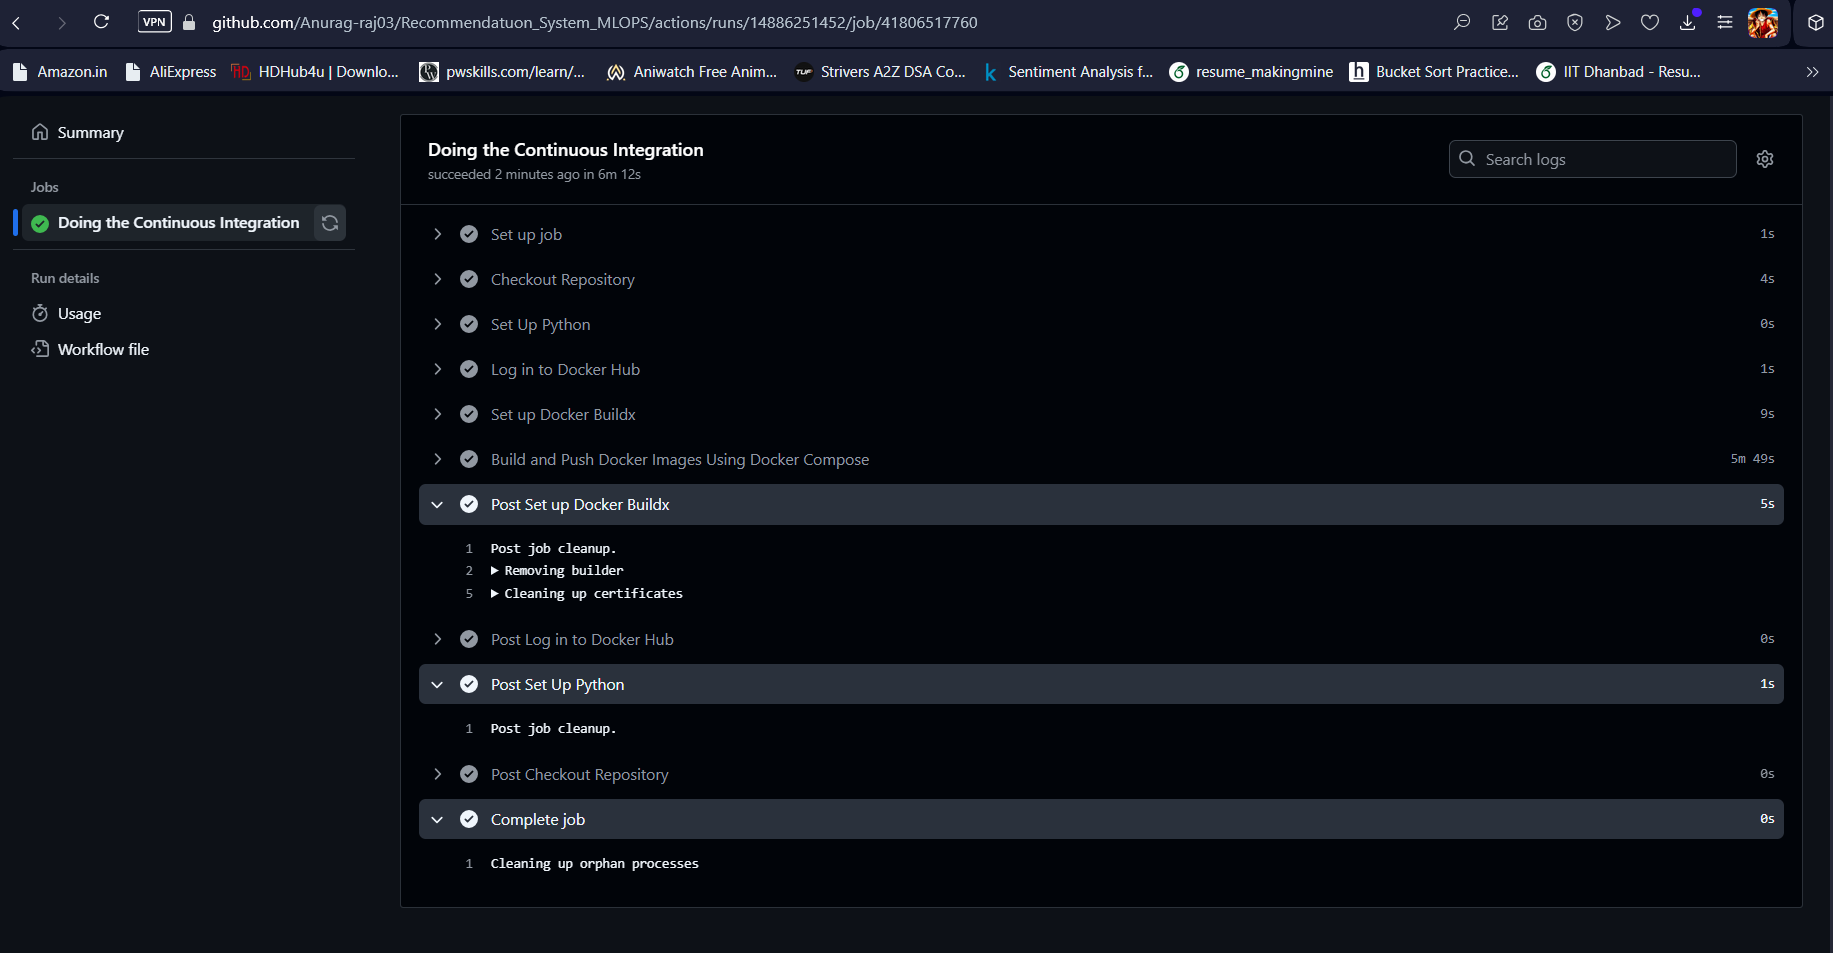 VPN
github.com/Anurag-raj03/Recommendatuon_System_MLOPS/actions/runs/14886251452/job/41806517760
Amazon.in
AliExpress
HD HDHub4u | Downlo...
pwskills.com/learn/...
Aniwatch Free Anim...
TUF Strivers A2Z DSA Co...
k Sentiment Analysis f...
resume_makingmine
h Bucket Sort Practice...
IIT Dhanbad - Resu...
Summary
Jobs
Doing the Continuous Integration
Run details
Usage
Workflow file
Doing the Continuous Integration
succeeded 2 minutes ago in 6m 12s
Search logs
Set up job 1s
Checkout Repository 4s
Set Up Python 0s
Log in to Docker Hub 1s
Set up Docker Buildx 9s
Build and Push Docker Images Using Docker Compose 5m 49s
Post Set up Docker Buildx 5s
1 Post job cleanup.
2 Removing builder
5 Cleaning up certificates
Post Log in to Docker Hub 0s
Post Set Up Python 1s
1 Post job cleanup.
Post Checkout Repository 0s
Complete job 0s
1 Cleaning up orphan processes